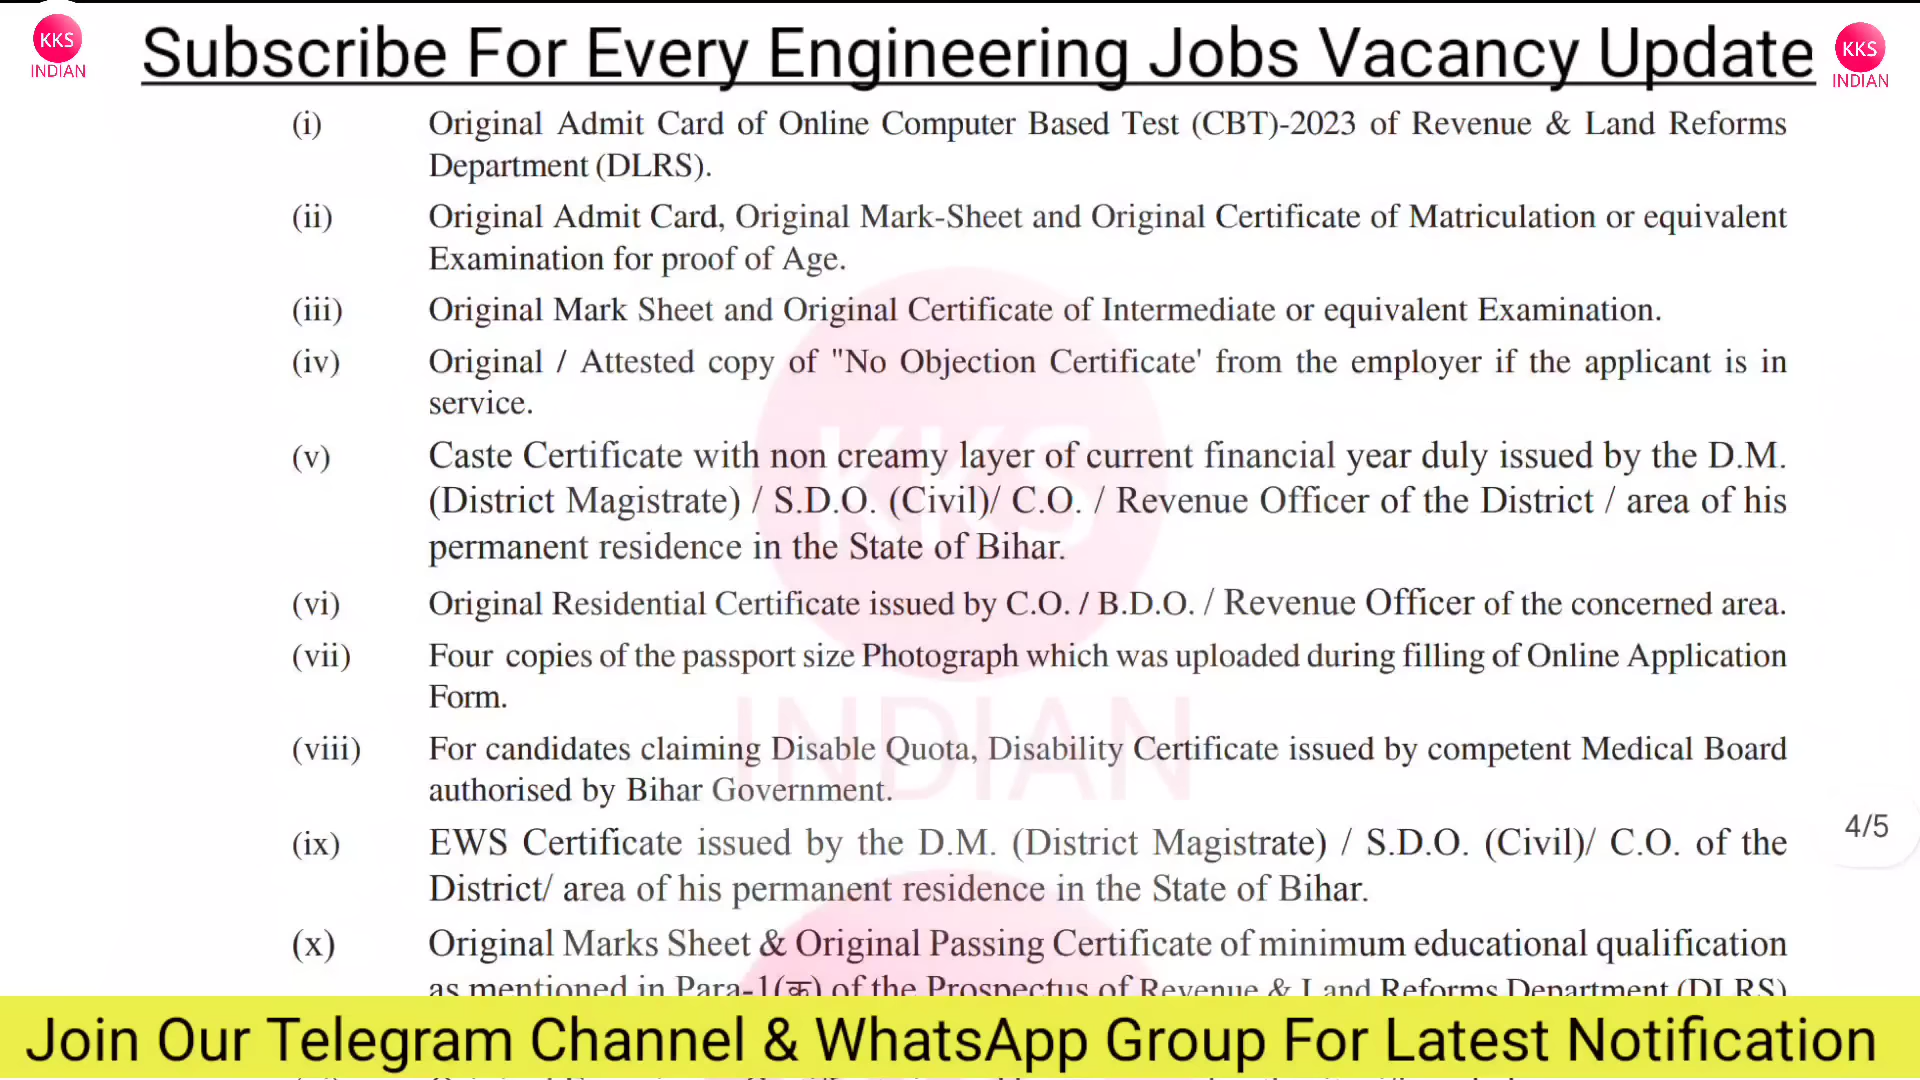 KKS
INDIAN
Subscribe For Every Engineering Jobs Vacancy Update
KKS
INDIAN
(i) Original Admit Card of Online Computer Based Test (CBT)-2023 of Revenue & Land Reforms
Department (DLRS).
(ii) Original Admit Card, Original Mark-Sheet and Original Certificate of Matriculation or equivalent
Examination for proof of Age.
(iii) Original Mark Sheet and Original Certificate of Intermediate or equivalent Examination.
(iv) Original / Attested copy of "No Objection Certificate' from the employer if the applicant is in
service.
(v) Caste Certificate with non creamy layer of current financial year duly issued by the D.M.
(District Magistrate) / S.D.O. (Civil)/ C.O. / Revenue Officer of the District / area of his
permanent residence in the State of Bihar.
(vi) Original Residential Certificate issued by C.O. / B.D.O. / Revenue Officer of the concerned area.
(vii) Four copies of the passport size Photograph which was uploaded during filling of Online Application
Form.
(viii) For candidates claiming Disable Quota, Disability Certificate issued by competent Medical Board
authorised by Bihar Government.
(ix) EWS Certificate issued by the D.M. (District Magistrate) / S.D.O. (Civil)/ C.O. of the
District/ area of his permanent residence in the State of Bihar.
(x) Original Marks Sheet & Original Passing Certificate of minimum educational qualification
as mentioned in Para-1(क) of the Prospectus of Revenue & Land Reforms Department (DLRS)
KKS
INDIAN
4/5
Join Our Telegram Channel & WhatsApp Group For Latest Notification